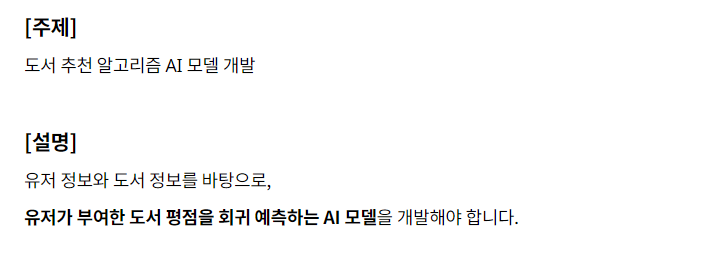 [주제]
도서 추천 알고리즘 AI 모델 개발
[설명]
유저 정보와 도서 정보를 바탕으로,
유저가 부여한 도서 평점을 회귀 예측하는 AI 모델을 개발해야 합니다.